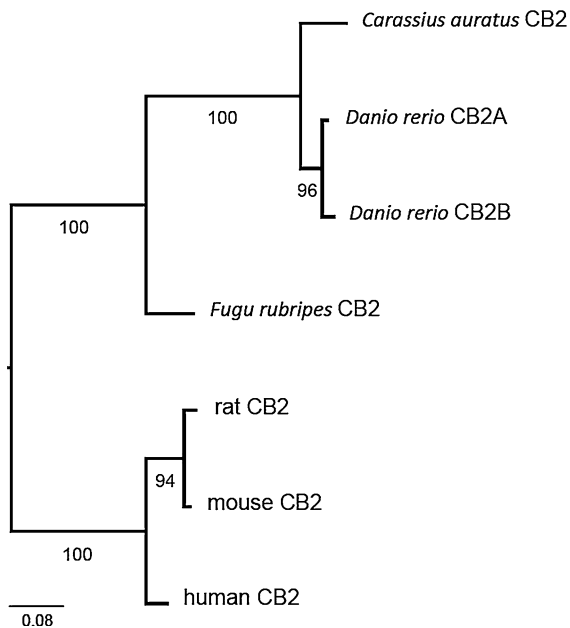 Carassius auratus CB2
Danio rerio CB2A
100
96
Danio rerio CB2B
100
Fugu rubripes CB2
rat CB2
94
mouse CB2
100
human CB2
0.08